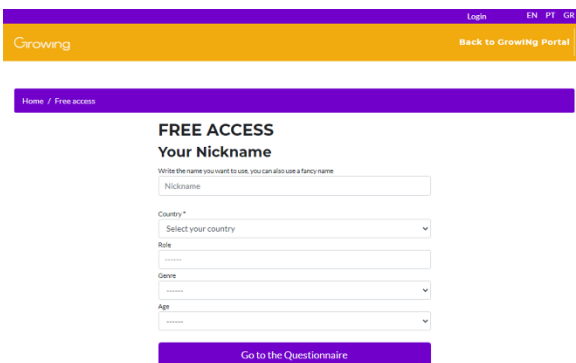 Login EN PT GR
Growing
Back to GrowINg Portal
Home / Free access
FREE ACCESS
Your Nickname
Write the name you want to use, you can also use a fancy name
Nickname
Country *
Select your country
Role
------
Genre
------
Age
------
Go to the Questionnaire